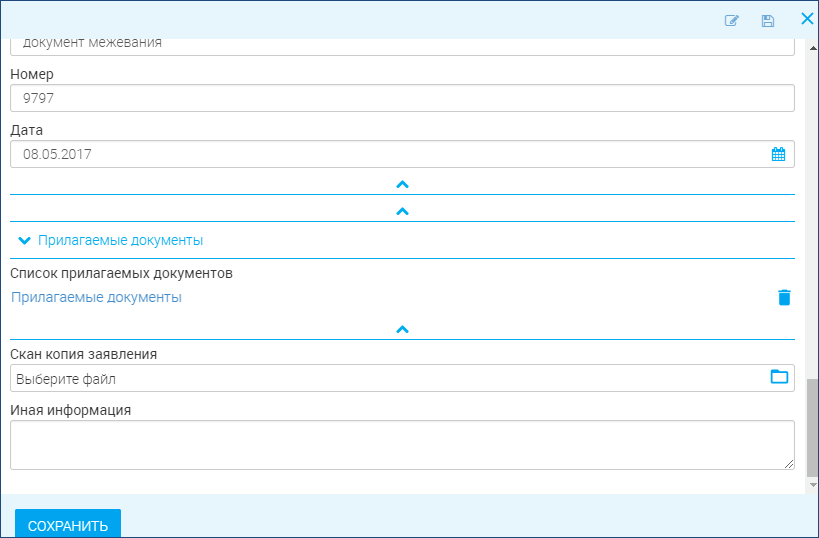 документ межевания
Номер
9797
Дата
08.05.2017
Прилагаемые документы
Список прилагаемых документов
Прилагаемые документы
Скан копия заявления
Выберите файл
Иная информация
СОХРАНИТЬ